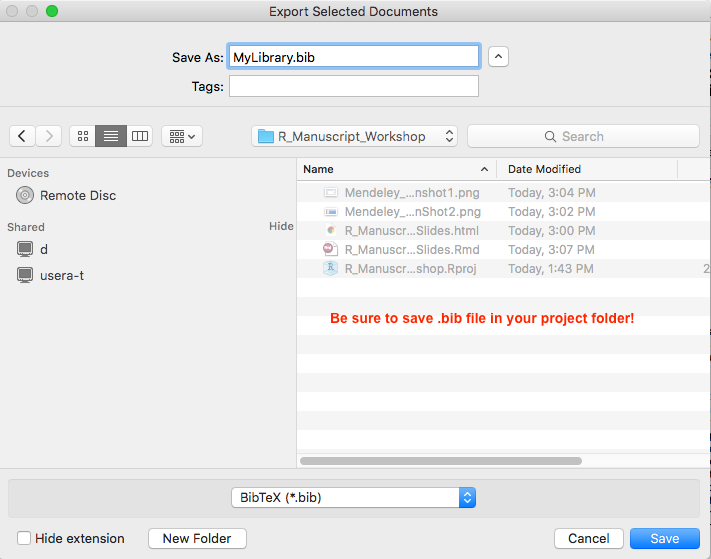 Export Selected Documents
Save As: MyLibrary.bib
Tags:
R_Manuscript_Workshop
Search
Devices
Remote Disc
Shared Hide
d
usera-t
Name Date Modified
Mendeley_...nshot1.png Today, 3:04 PM
Mendeley_...nShot2.png Today, 3:02 PM
R_Manuscr...Slides.html Today, 3:00 PM
R_Manuscr...Slides.Rmd Today, 3:07 PM
R_Manuscr...shop.Rproj Today, 1:43 PM 2
Be sure to save .bib file in your project folder!
BibTeX (*.bib)
Hide extension New Folder Cancel Save